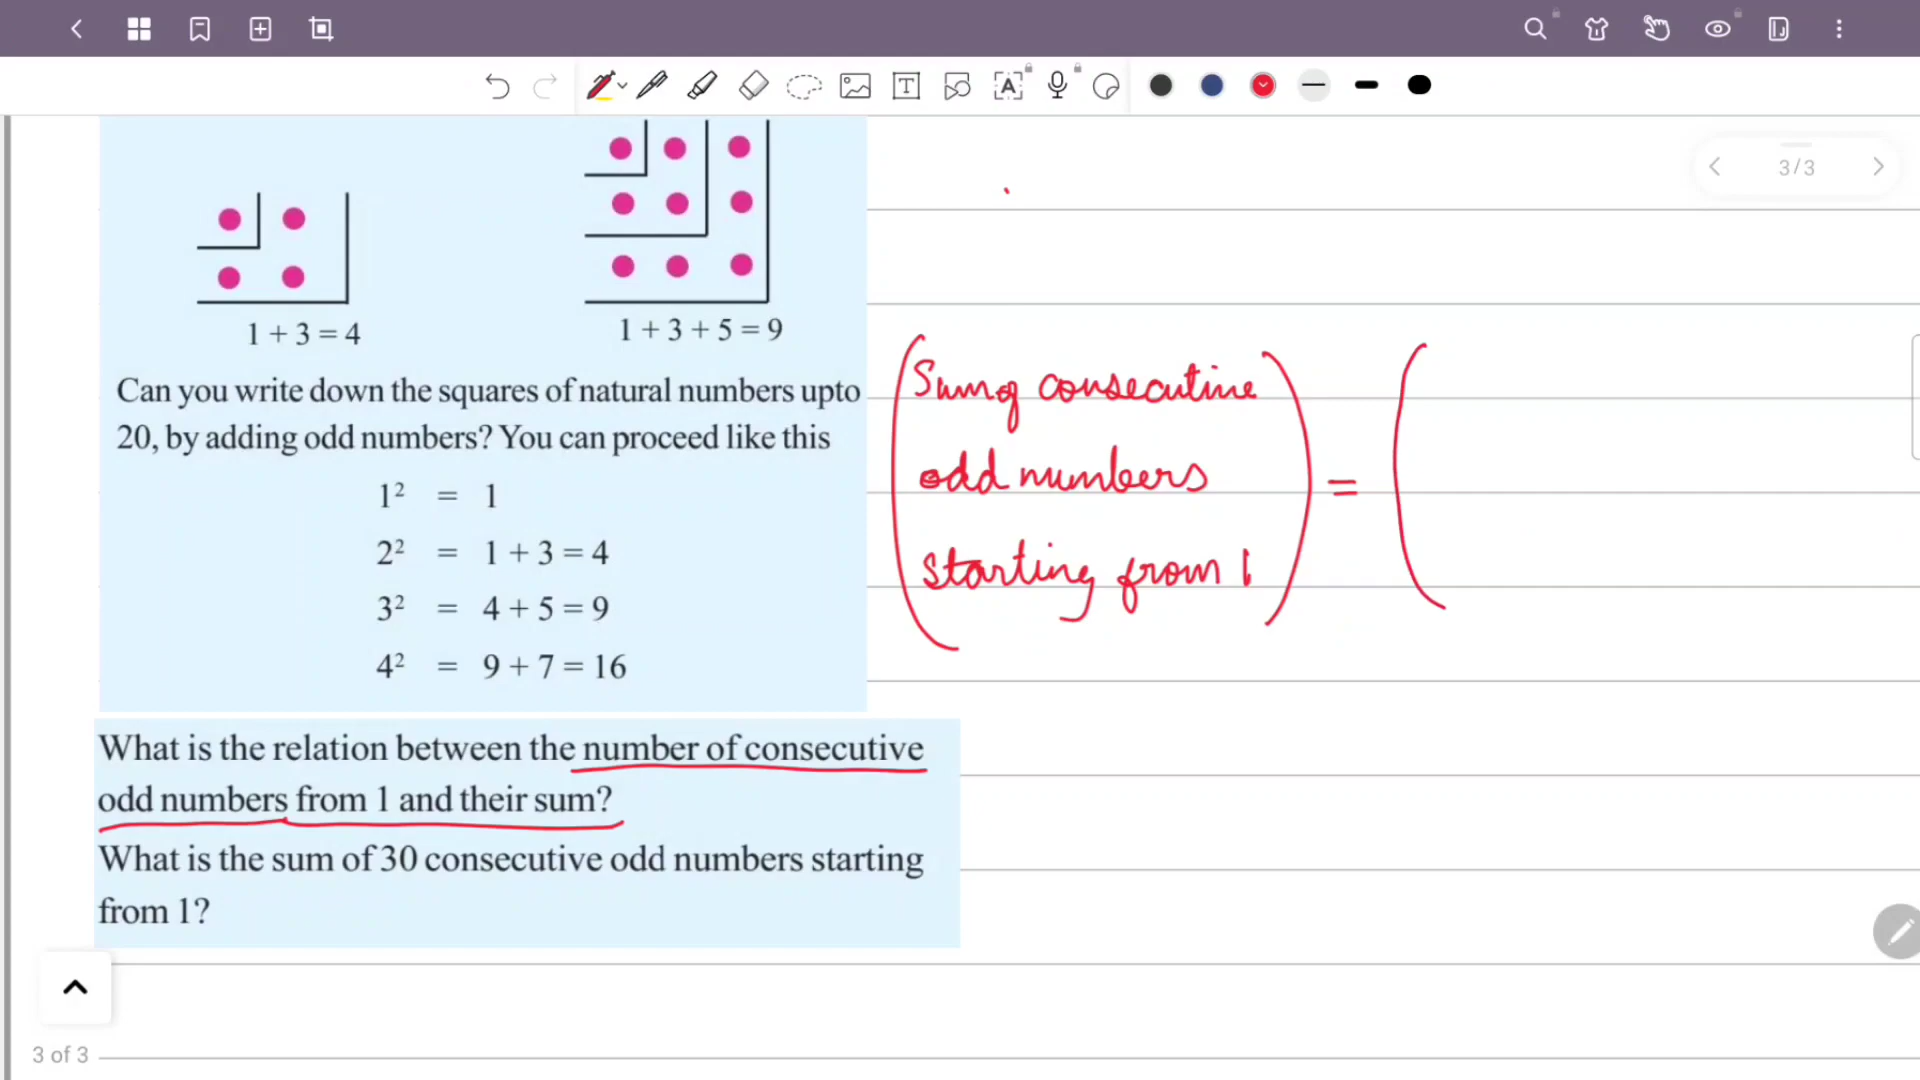 3/3
1 + 3 = 4
1 + 3 + 5 = 9
Can you write down the squares of natural numbers upto
20, by adding odd numbers? You can proceed like this
1² = 1
2² = 1 + 3 = 4
3² = 4 + 5 = 9
4² = 9 + 7 = 16
Sum of consecutive
odd numbers =
starting from 1
What is the relation between the number of consecutive
odd numbers from 1 and their sum?
What is the sum of 30 consecutive odd numbers starting
from 1?
3 of 3